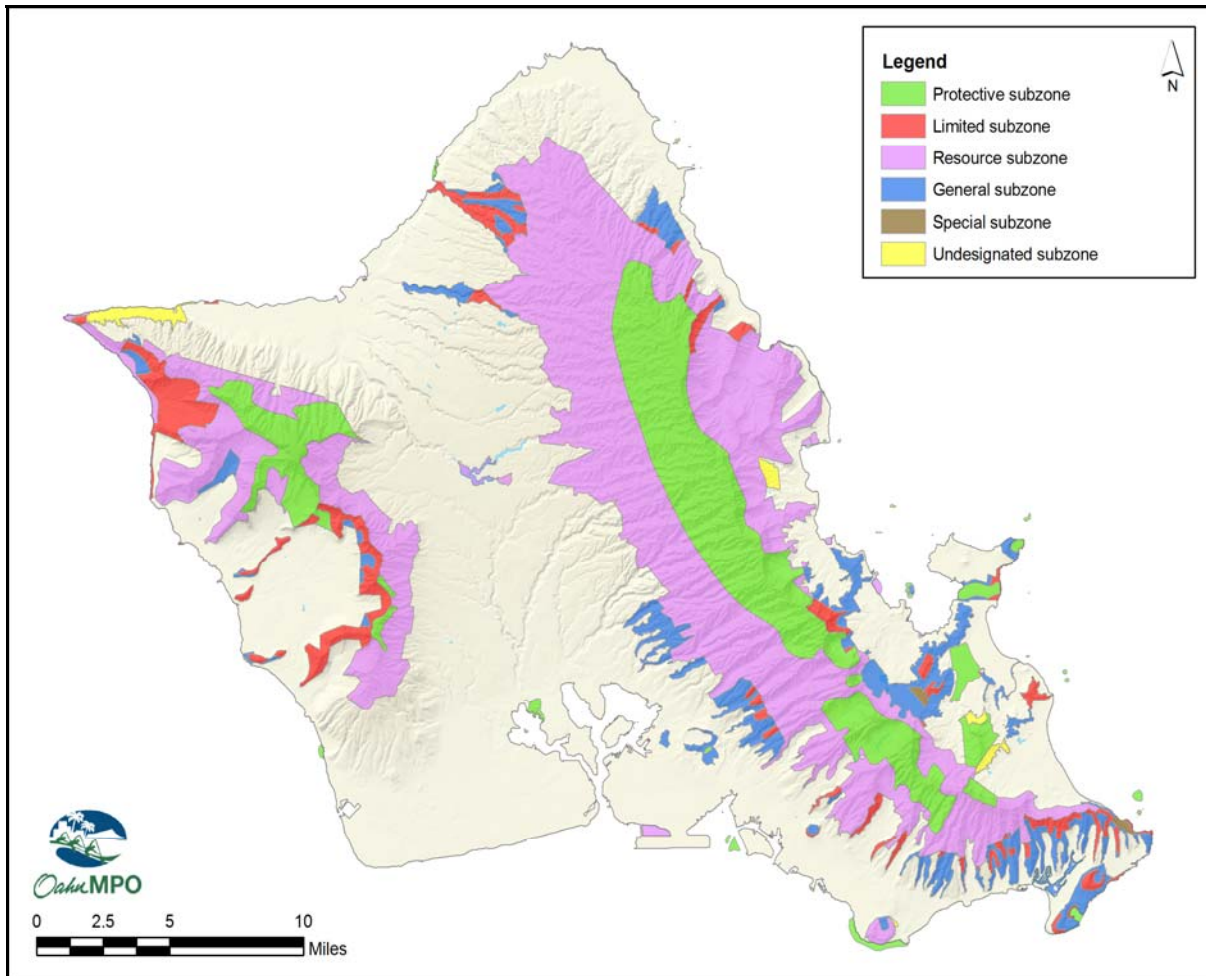 Legend
N
Protective subzone
Limited subzone
Resource subzone
General subzone
Special subzone
Undesignated subzone
OahuMPO
0 2.5 5 10
Miles